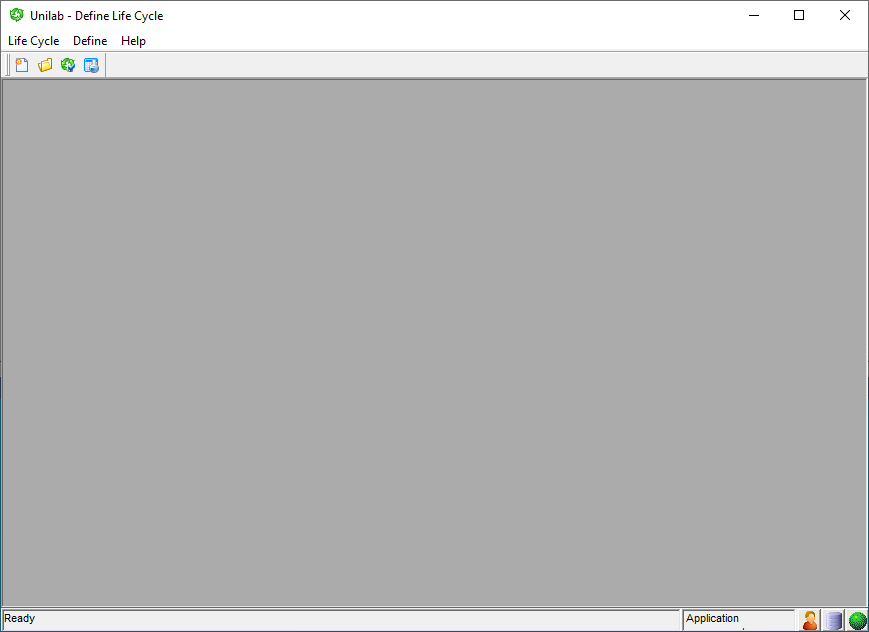 Unilab - Define Life Cycle
Life Cycle Define Help
Ready Application